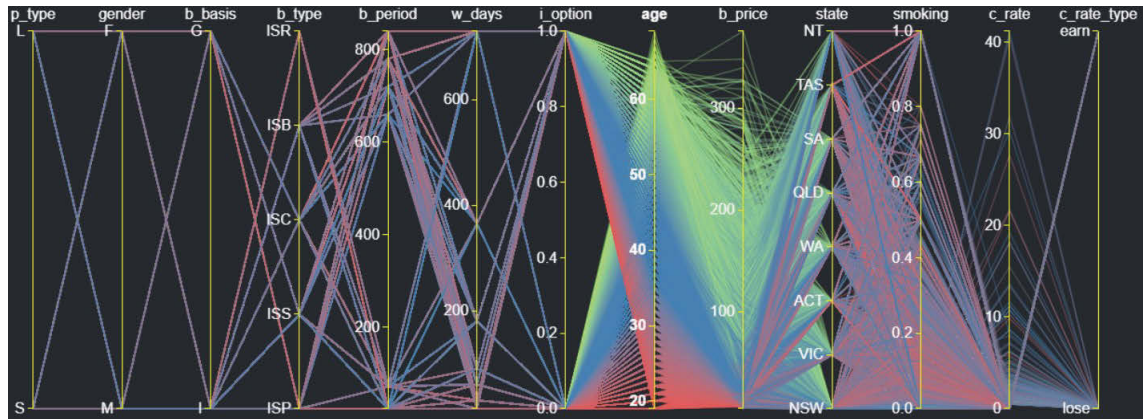 p_type gender b_basis b_type b_period w_days i_option age b_price state smoking c_rate c_rate_type
L F G ISR 1.0 NT 1.0 earn
40
800
300
60
TAS
ISB 600 0.8 0.8
30
600
50
SA
0.6 QLD 0.6
ISC 400 200
20
400 40 WA
0.4 0.4
ISS 200 100 ACT
30 10
200
0.2 VIC 0.2
20
S M I ISP 0.0 NSW 0.0 0 lose